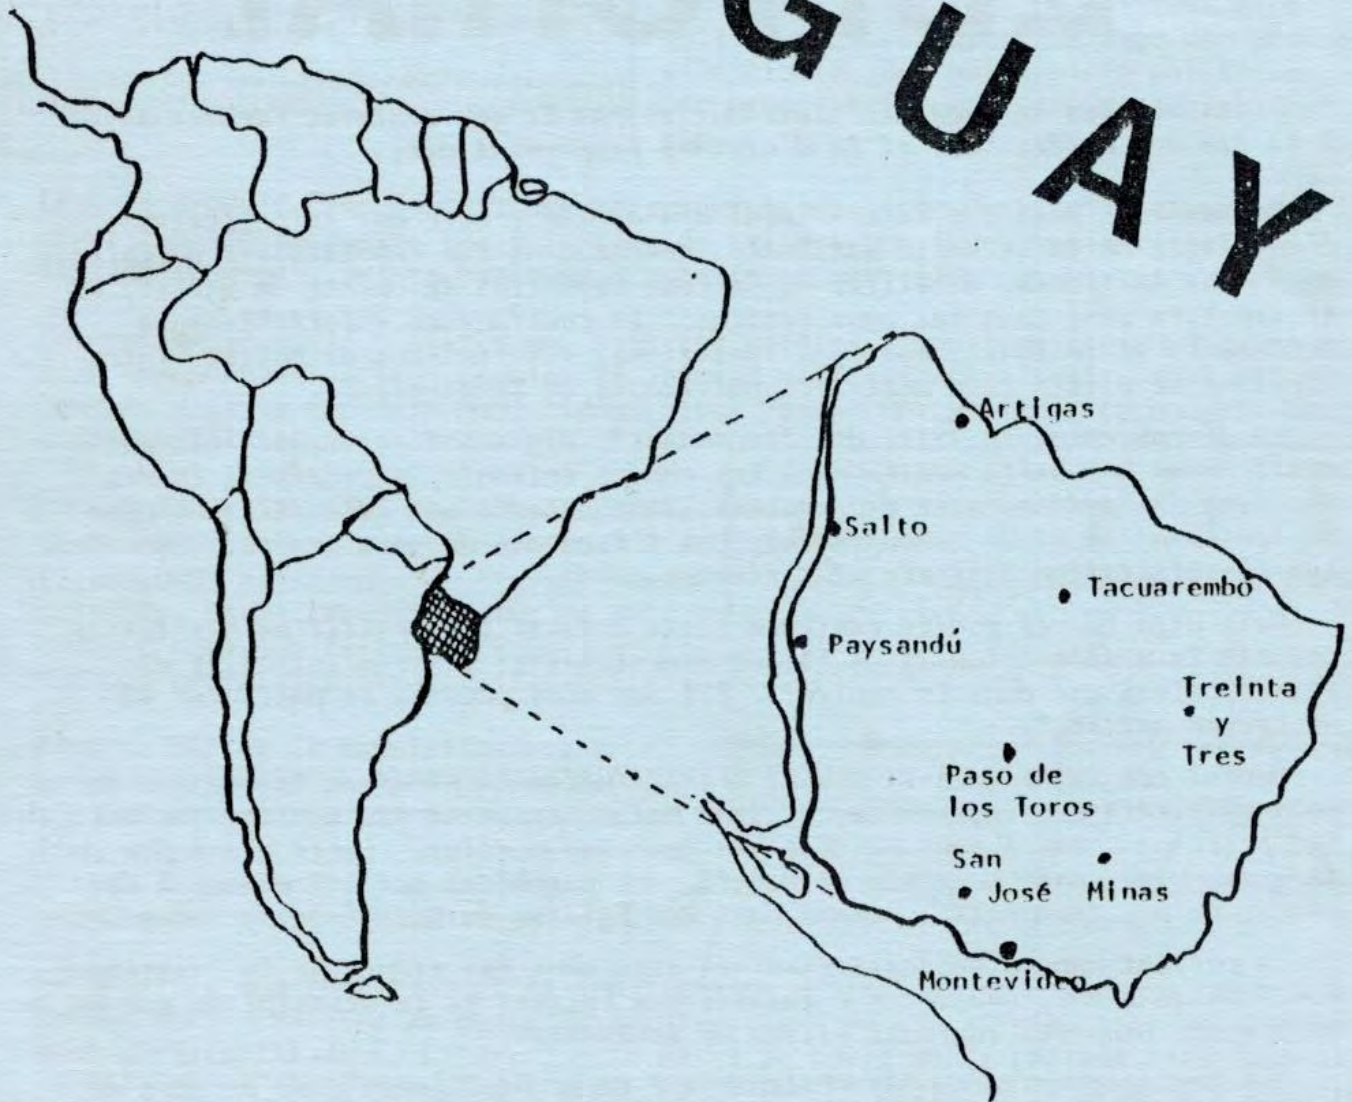 GUAY
Artigas
Salto
Tacuarembó
Paysandú
Treinta
y
Tres
Paso de
los Toros
San
José Minas
Montevideo